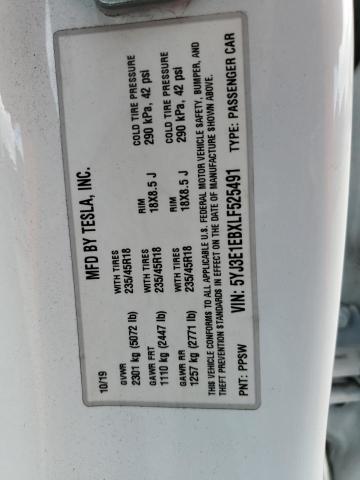 MFD BY TESLA, INC.
10/19
GVWR WITH TIRES RIM COLD TIRE PRESSURE
2301 kg (5072 lb) 235/45R18 18X8.5 J 290 kPa, 42 psi
GAWR FRT WITH TIRES RIM COLD TIRE PRESSURE
1110 kg (2447 lb) 235/45R18 18X8.5 J 290 kPa, 42 psi
GAWR RR WITH TIRES
1257 kg (2771 lb) 235/45R18
THIS VEHICLE CONFORMS TO ALL APPLICABLE U.S. FEDERAL MOTOR VEHICLE SAFETY, BUMPER, AND
THEFT PREVENTION STANDARDS IN EFFECT ON THE DATE OF MANUFACTURE SHOWN ABOVE.
VIN: 5YJ3E1EBXLF525491 TYPE: PASSENGER CAR
PNT: PPSW